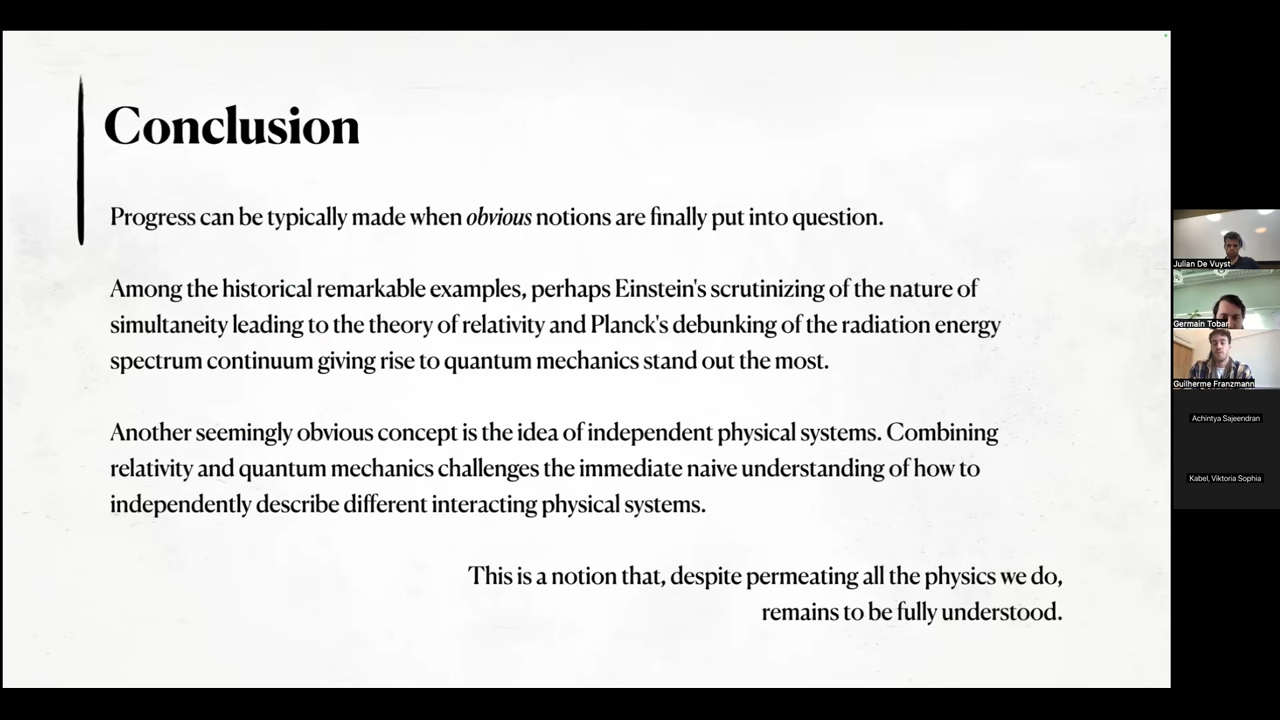 Conclusion
Progress can be typically made when obvious notions are finally put into question.
Among the historical remarkable examples, perhaps Einstein's scrutinizing of the nature of
simultaneity leading to the theory of relativity and Planck's debunking of the radiation energy
spectrum continuum giving rise to quantum mechanics stand out the most.
Another seemingly obvious concept is the idea of independent physical systems. Combining
relativity and quantum mechanics challenges the immediate naive understanding of how to
independently describe different interacting physical systems.
This is a notion that, despite permeating all the physics we do,
remains to be fully understood.
Julian De Vuyst
Germain Tobar
Guilherme Franzmann
Achintya Sajeendran
Kabel, Viktoria Sophia